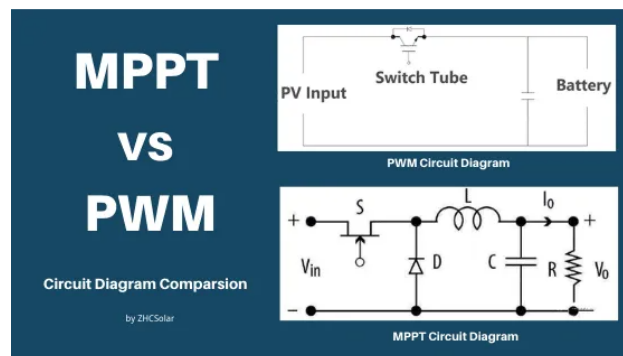 MPPT
vs
PWM
Circuit Diagram Comparsion
by ZHCSolar
PV Input
Switch Tube
Battery
PWM Circuit Diagram
S
L
Io
+
+
Vin
D
C
R
Vo
-
-
MPPT Circuit Diagram